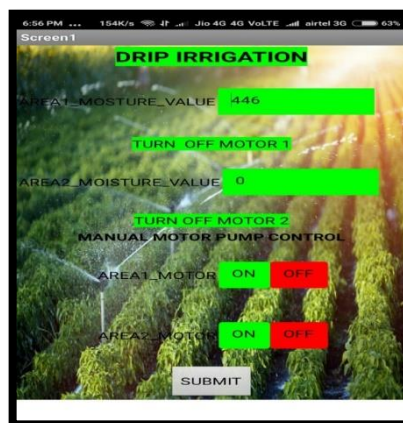 6:56 PM ... 154K/s Jio 4G 4G VoLTE airtel 3G 63%
Screen1
DRIP IRRIGATION
AREA1_MOSTURE_VALUE 446
TURN OFF MOTOR 1
AREA2_MOISTURE_VALUE 0
TURN OFF MOTOR 2
MANUAL MOTOR PUMP CONTROL
AREA1_MOTOR ON OFF
AREA2_MOTOR ON OFF
SUBMIT